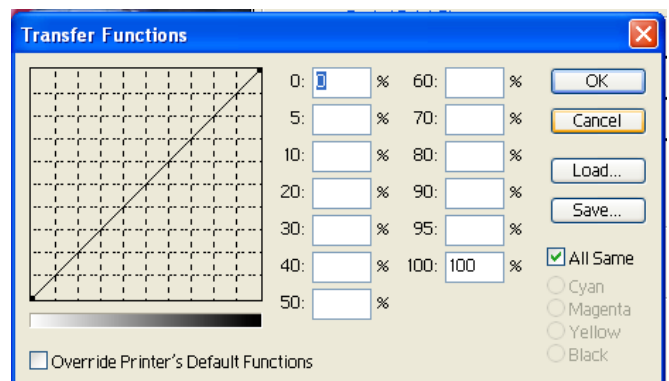 Transfer Functions
0: 0 % 60: % OK
5: % 70: % Cancel
10: % 80: % Load...
20: % 90: % Save...
30: % 95: %
40: % 100: 100 % All Same
50: % Cyan
Magenta
Yellow
Black
Override Printer's Default Functions